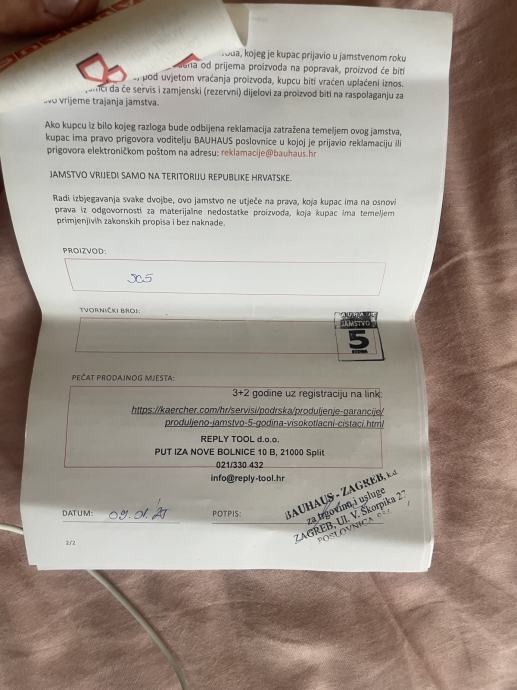 kojeg je kupac prijavio u jamstvenom roku
od prijema proizvoda na popravak, proizvod će biti
pod uvjetom vraćanja proizvoda, kupcu biti vraćen uplaćeni iznos.
da će servis i zamjenski (rezervni) dijelovi za proizvod biti na raspolaganju za
vrijeme trajanja jamstva.
Ako kupcu iz bilo kojeg razloga bude odbijena reklamacija zatražena temeljem ovog jamstva,
kupac ima pravo prigovora voditelju BAUHAUS poslovnice u kojoj je prijavio reklamaciju ili
prigovora elektroničkom poštom na adresu: reklamacije@bauhaus.hr
JAMSTVO VRIJEDI SAMO NA TERITORIJU REPUBLIKE HRVATSKE.
Radi izbjegavanja svake dvojbe, ovo jamstvo ne utječe na prava, koja kupac ima na osnovi
prava iz odgovornosti za materijalne nedostatke proizvoda, koja kupac ima temeljem
primjenjivih zakonskih propisa i bez naknade.
PROIZVOD:
TVORNIČKI BROJ:
BAUHAUS
JAMSTVO
5
GODINA
PEČAT PRODAJNOG MJESTA:
3+2 godine uz registraciju na link:
https://kaercher.com/hr/servisi/podrska/produljenje-garancije/
produljeno-jamstvo-5-godina-visokotlacni-cistaci.html
REPLY TOOL d.o.o.
PUT IZA NOVE BOLNICE 10 B, 21000 Split
021/330 432
info@reply-tool.hr
DATUM: 09.01.21
POTPIS:
BAUHAUS - ZAGREB, k.d.
za trgovinu i usluge
ZAGREB, Ul. V. Škorpika 27
POSLOVNICA
2/2